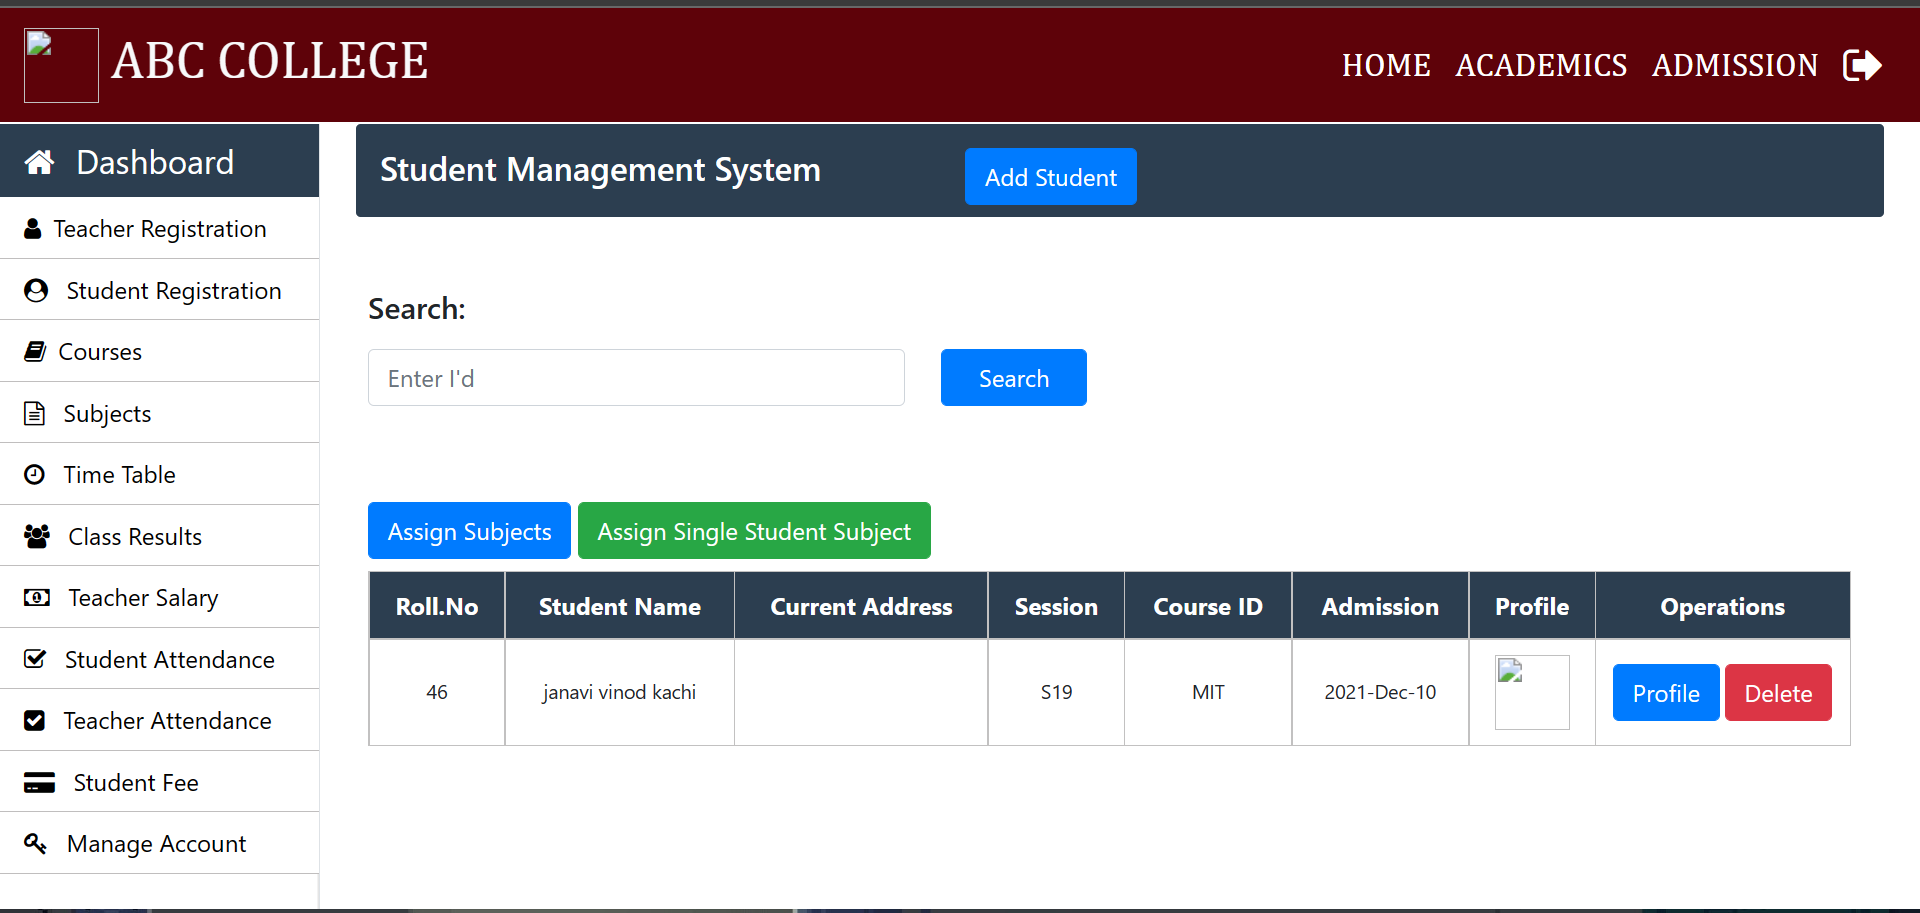 ABC COLLEGE
HOME ACADEMICS ADMISSION
Dashboard
Teacher Registration
Student Registration
Courses
Subjects
Time Table
Class Results
Teacher Salary
Student Attendance
Teacher Attendance
Student Fee
Manage Account
Student Management System
Add Student
Search:
Enter I'd
Search
Assign Subjects Assign Single Student Subject
Roll.No Student Name Current Address Session Course ID Admission Profile Operations
46 janavi vinod kachi S19 MIT 2021-Dec-10 Profile Delete